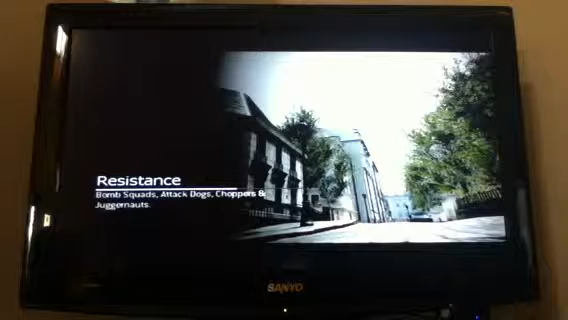 Resistance
Bomb Squads, Attack Dogs, Choppers &
Juggernauts.
SANYO